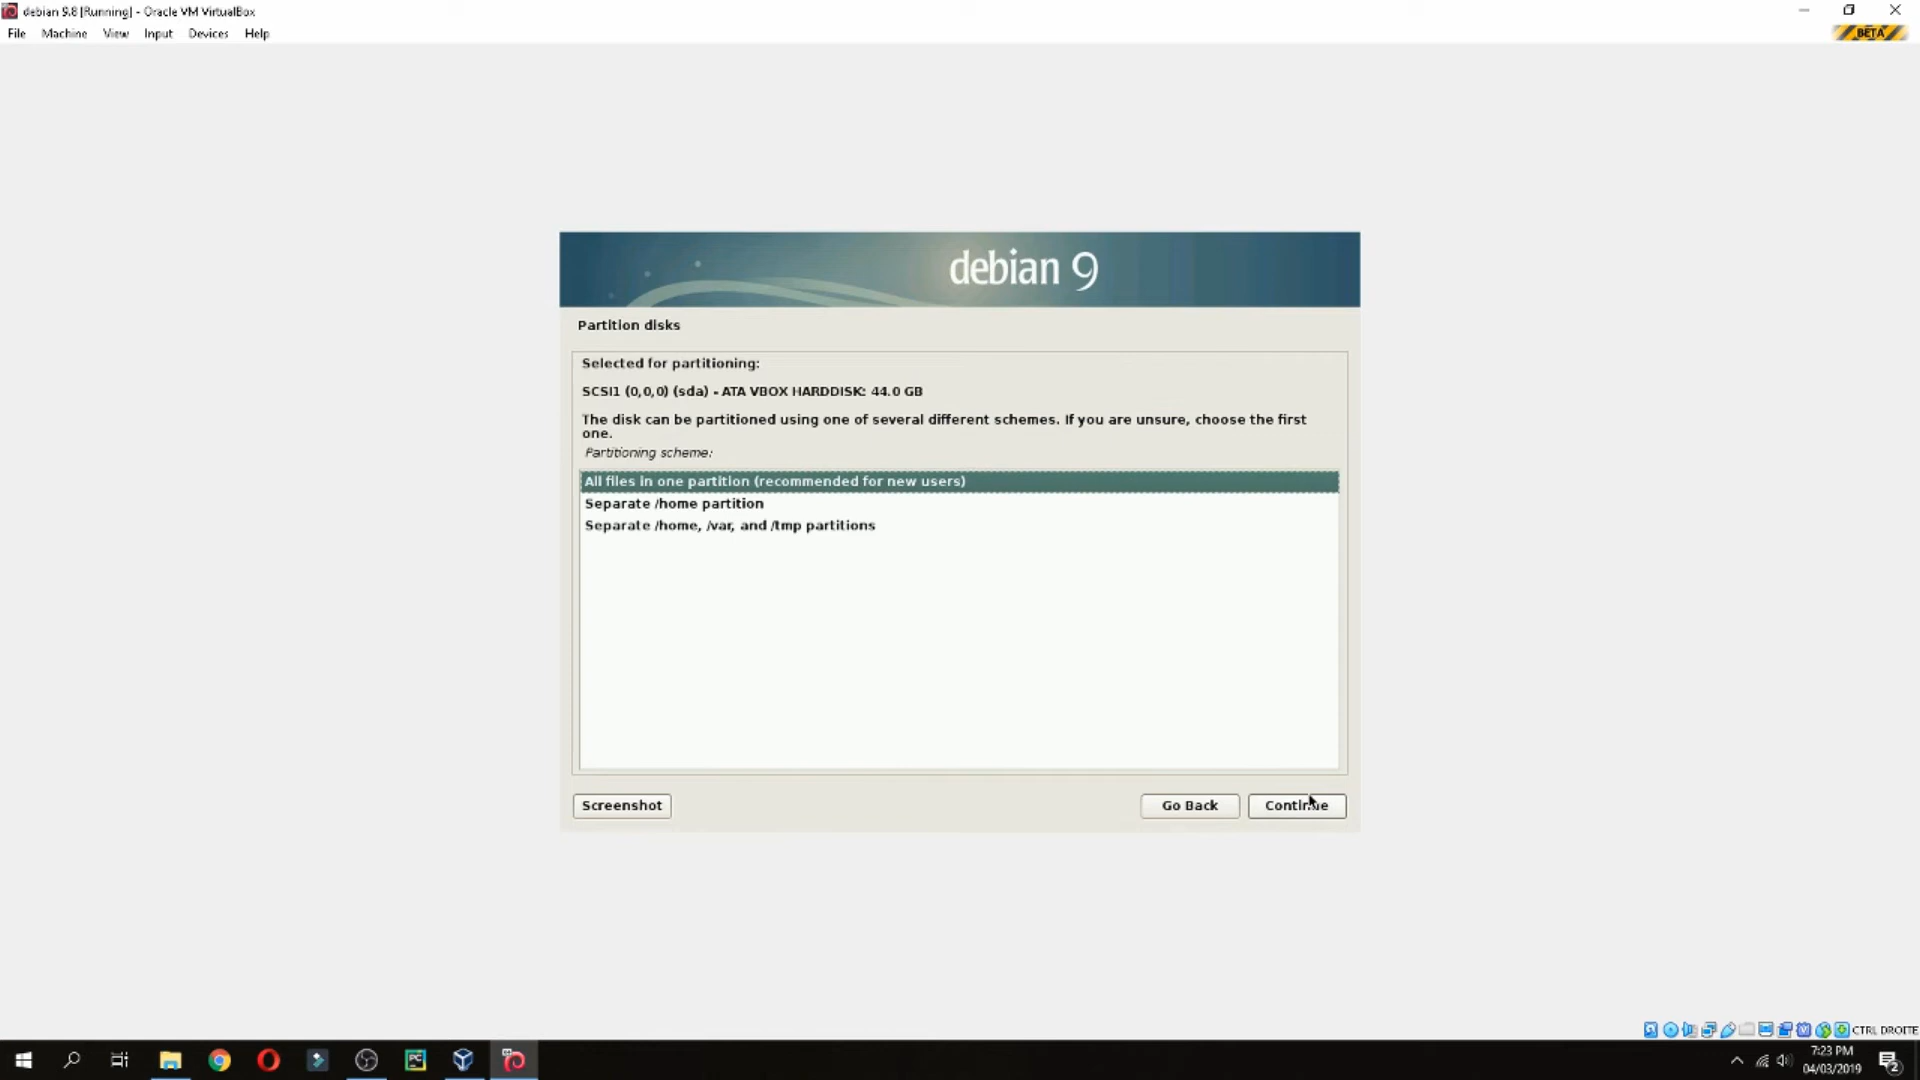 debian 9.8 [Running] - Oracle VM VirtualBox
File Machine View Input Devices Help
BETA
debian 9
Partition disks
Selected for partitioning:
SCSI1 (0,0,0) (sda) - ATA VBOX HARDDISK: 44.0 GB
The disk can be partitioned using one of several different schemes. If you are unsure, choose the first
one.
Partitioning scheme:
All files in one partition (recommended for new users)
Separate /home partition
Separate /home, /var, and /tmp partitions
Screenshot
Go Back
Continue
CTRL DROITE
PC
7:23 PM
04/03/2019
2